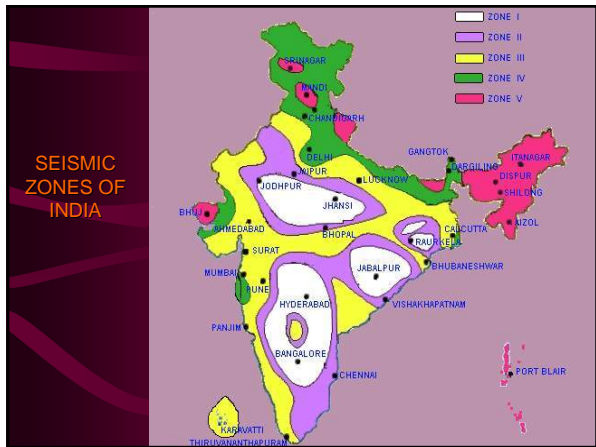 SEISMIC
ZONES OF
INDIA
ZONE I
ZONE II
ZONE III
ZONE IV
ZONE V
SRINAGAR
MANDI
CHANDIGARH
DELHI
JAIPUR
JODHPUR
LUCKNOW
JHANSI
GANGTOK
DARGILING
ITANAGAR
DISPUR
SHILONG
AIZOL
BHUJ
AHMEDABAD
BHOPAL
CALCUTTA
RAURKELA
SURAT
BHUBANESHWAR
MUMBAI
JABALPUR
PUNE
HYDERABAD
VISHAKHAPATNAM
PANJIM
BANGALORE
CHENNAI
PORT BLAIR
KARAVATTI
THIRUVANANTHAPURAM